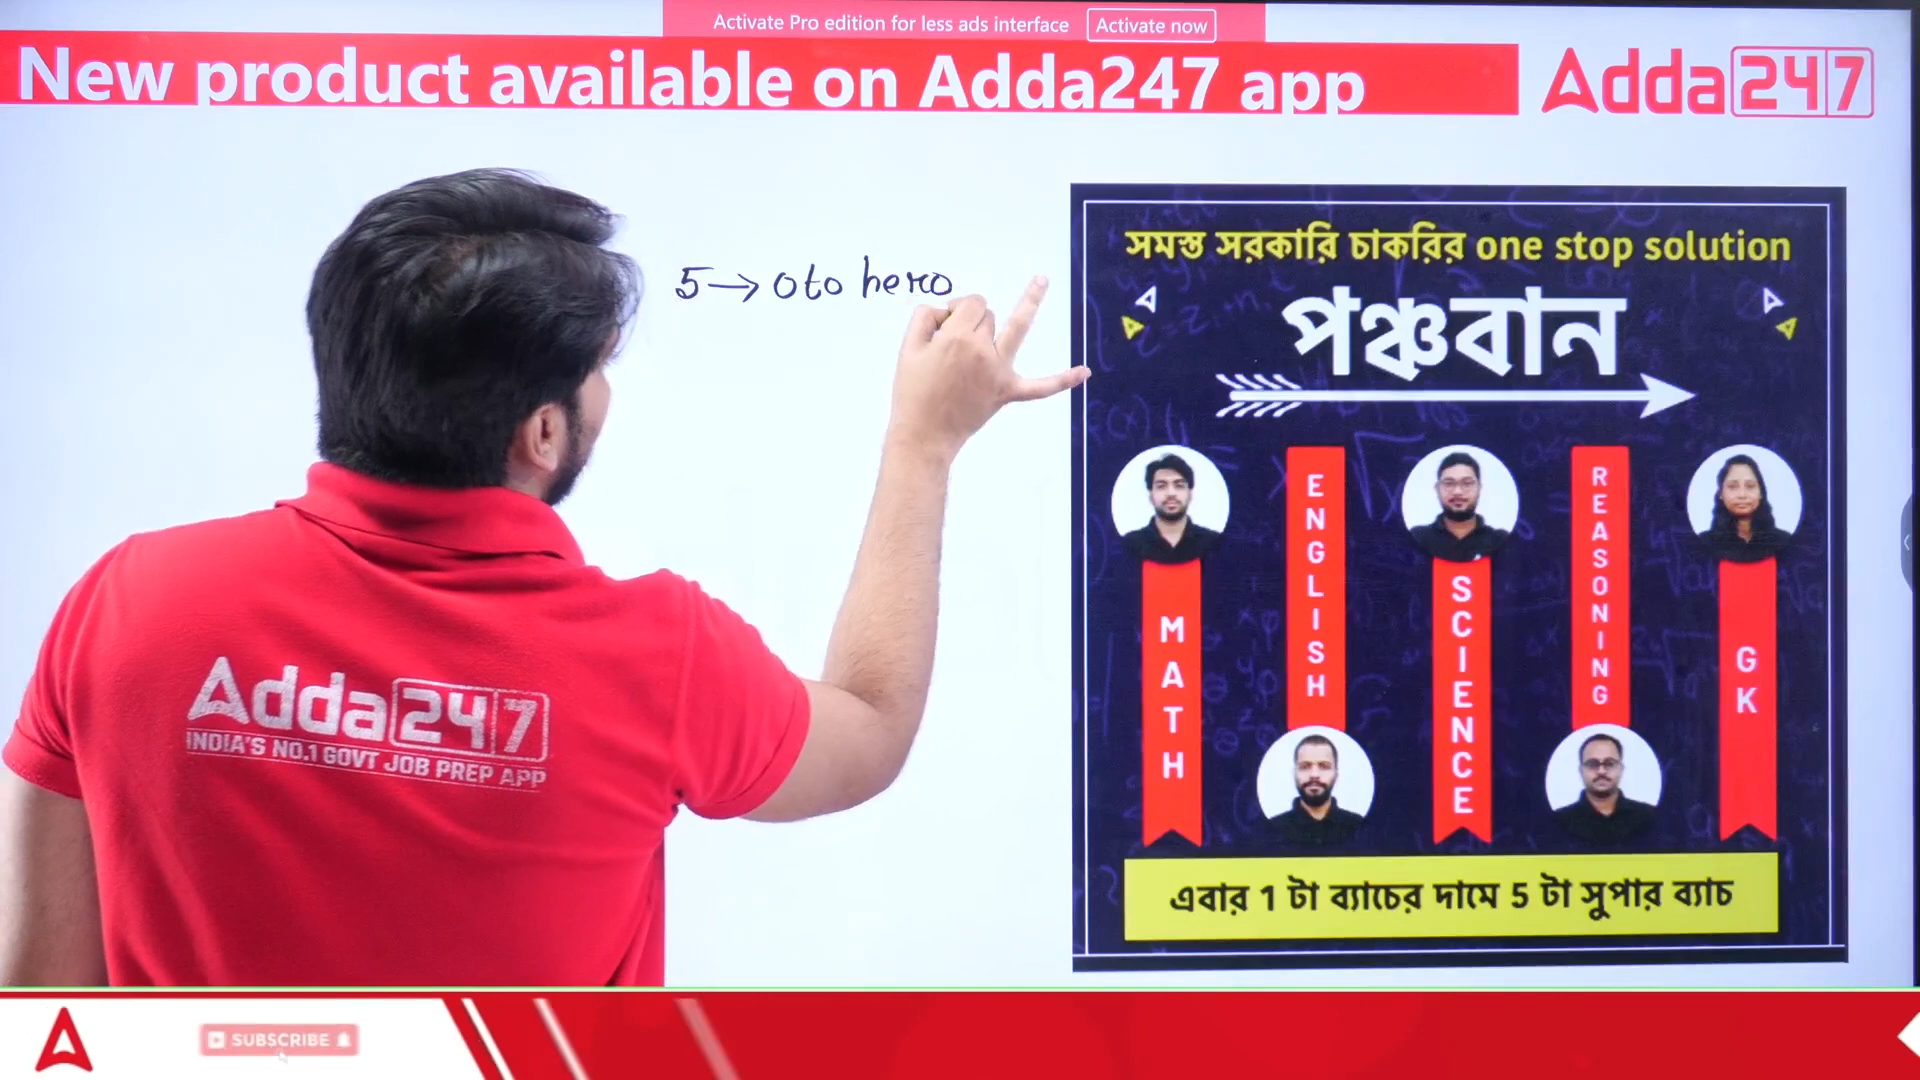 Activate Pro edition for less ads interface Activate now
New product available on Adda247 app
Adda247
সমস্ত সরকারি চাকরির one stop solution
পঞ্চবান
5→ 0 to hero
MATH
ENGLISH
SCIENCE
REASONING
GK
এবার 1 টা ব্যাচের দামে 5 টা সুপার ব্যাচ
Adda247
INDIA'S NO.1 GOVT JOB PREP APP
SUBSCRIBE